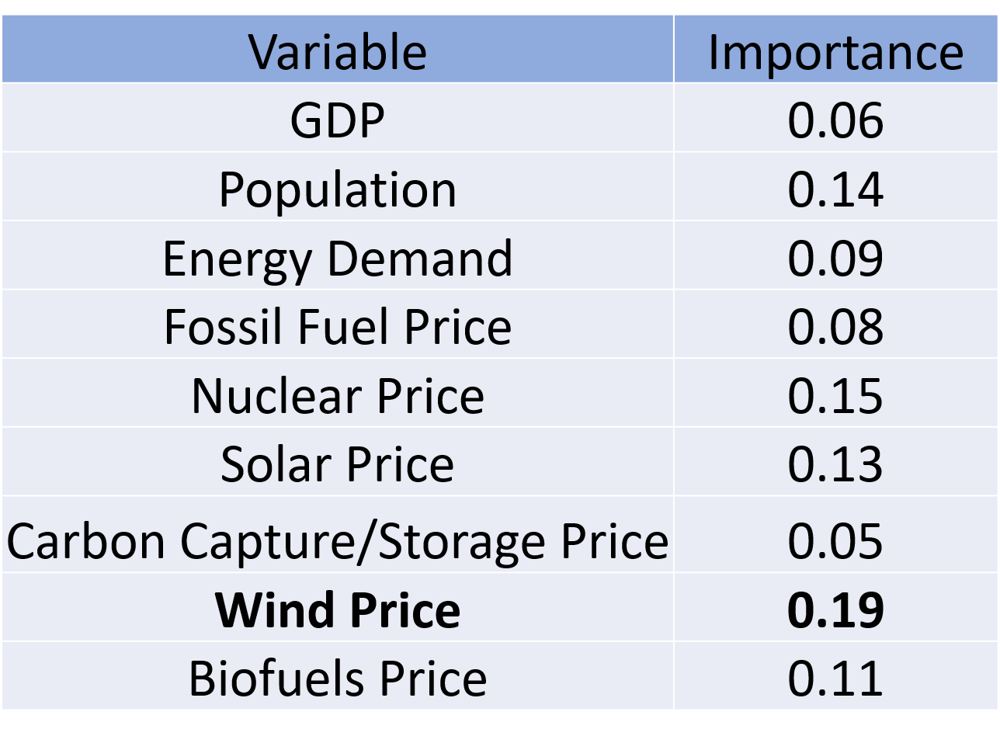 Variable Importance
GDP 0.06
Population 0.14
Energy Demand 0.09
Fossil Fuel Price 0.08
Nuclear Price 0.15
Solar Price 0.13
Carbon Capture/Storage Price 0.05
Wind Price 0.19
Biofuels Price 0.11